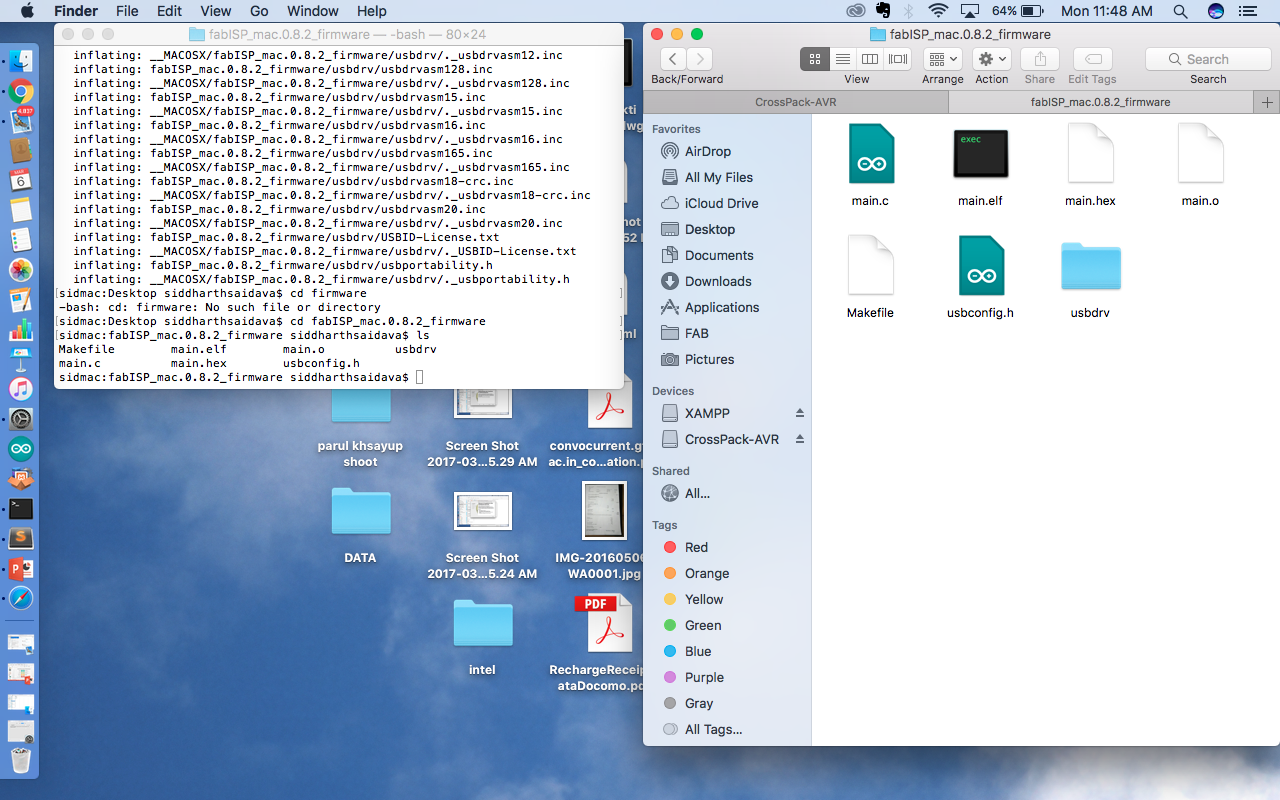 Finder File Edit View Go Window Help 64% Mon 11:48 AM
fabISP_mac.0.8.2_firmware — -bash — 80×24
inflating: __MACOSX/fabISP_mac.0.8.2_firmware/usbdrv/._usbdrvasm12.inc
inflating: fabISP_mac.0.8.2_firmware/usbdrv/usbdrvasm128.inc
inflating: __MACOSX/fabISP_mac.0.8.2_firmware/usbdrv/._usbdrvasm128.inc
inflating: fabISP_mac.0.8.2_firmware/usbdrv/usbdrvasm15.inc
inflating: __MACOSX/fabISP_mac.0.8.2_firmware/usbdrv/._usbdrvasm15.inc
inflating: fabISP_mac.0.8.2_firmware/usbdrv/usbdrvasm16.inc
inflating: __MACOSX/fabISP_mac.0.8.2_firmware/usbdrv/._usbdrvasm16.inc
inflating: fabISP_mac.0.8.2_firmware/usbdrv/usbdrvasm165.inc
inflating: __MACOSX/fabISP_mac.0.8.2_firmware/usbdrv/._usbdrvasm165.inc
inflating: fabISP_mac.0.8.2_firmware/usbdrv/usbdrvasm18-crc.inc
inflating: __MACOSX/fabISP_mac.0.8.2_firmware/usbdrv/._usbdrvasm18-crc.inc
inflating: fabISP_mac.0.8.2_firmware/usbdrv/usbdrvasm20.inc
inflating: __MACOSX/fabISP_mac.0.8.2_firmware/usbdrv/._usbdrvasm20.inc
inflating: fabISP_mac.0.8.2_firmware/usbdrv/USBID-License.txt
inflating: __MACOSX/fabISP_mac.0.8.2_firmware/usbdrv/._USBID-License.txt
inflating: fabISP_mac.0.8.2_firmware/usbdrv/usbportability.h
inflating: __MACOSX/fabISP_mac.0.8.2_firmware/usbdrv/._usbportability.h
[sidmac:Desktop siddharthsaidava$ cd firmware ]
-bash: cd: firmware: No such file or directory
[sidmac:Desktop siddharthsaidava$ cd fabISP_mac.0.8.2_firmware ]
[sidmac:fabISP_mac.0.8.2_firmware siddharthsaidava$ ls ]
Makefile main.elf main.o usbdrv
main.c main.hex usbconfig.h
sidmac:fabISP_mac.0.8.2_firmware siddharthsaidava$
4,837
MAR
6
parul khsayup
shoot
Screen Shot
2017-03...5.29 AM
convocurrent.g
ac.in_co...ation.p
DATA
Screen Shot
2017-03...5.24 AM
IMG-20160506
WA0001.jpg
intel
PDF
RechargeReceip
ataDocomo.pd
fabISP_mac.0.8.2_firmware
Back/Forward View Arrange Action Share Edit Tags Search
Search
CrossPack-AVR fabISP_mac.0.8.2_firmware
Favorites
AirDrop
All My Files
iCloud Drive
Desktop
Documents
Downloads
Applications
FAB
Pictures
Devices
XAMPP
CrossPack-AVR
Shared
All...
Tags
Red
Orange
Yellow
Green
Blue
Purple
Gray
All Tags...
exec
main.c main.elf main.hex main.o
Makefile usbconfig.h usbdrv